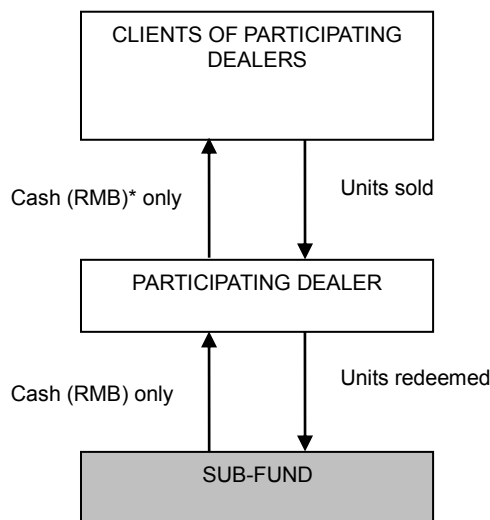 CLIENTS OF PARTICIPATING
DEALERS
Cash (RMB)* only
Units sold
PARTICIPATING DEALER
Cash (RMB) only
Units redeemed
SUB-FUND